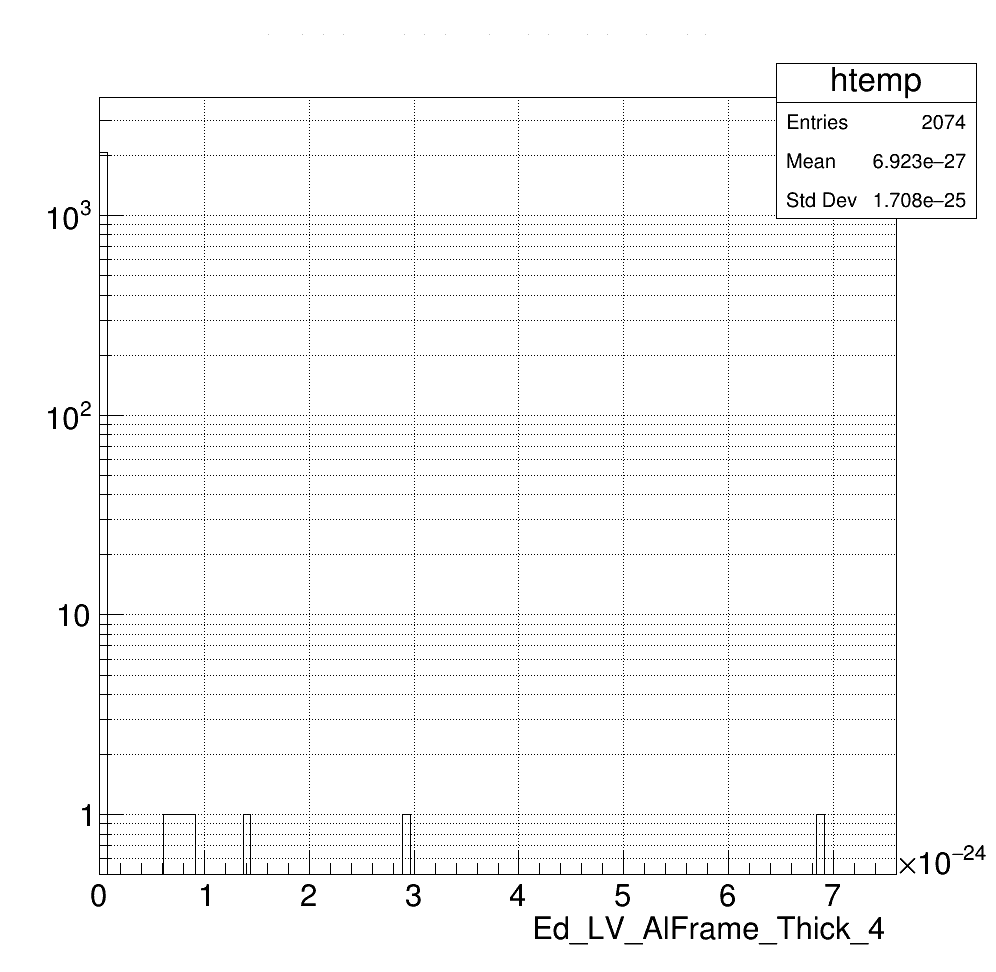 htemp
Entries 2074
Mean 6.923e−27
Std Dev 1.708e−25
10³
10²
10
1
0 1 2 3 4 5 6 7
×10⁻²⁴
Ed_LV_AlFrame_Thick_4